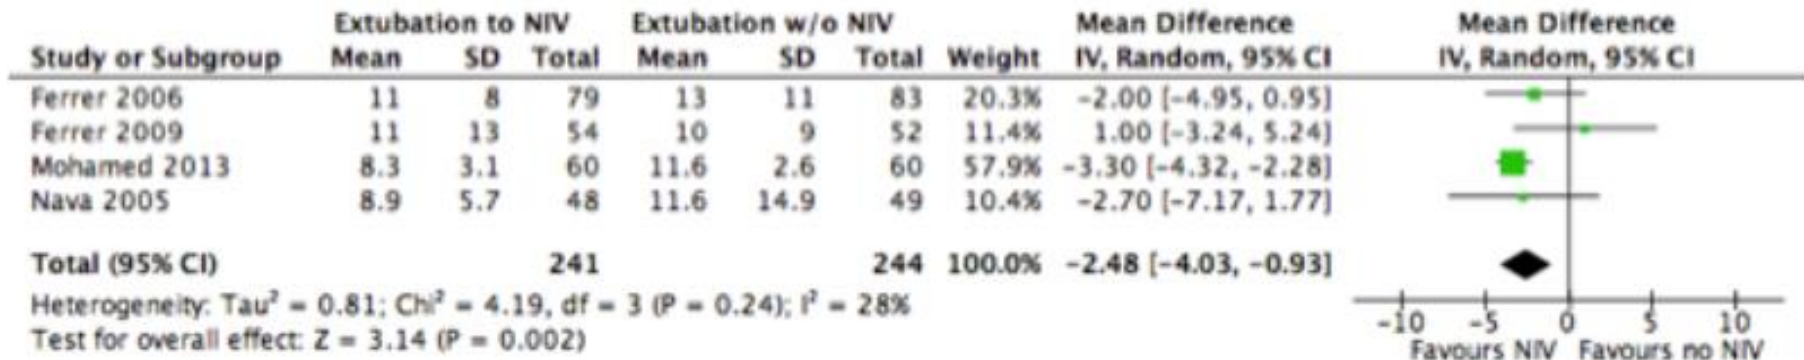 Extubation to NIV Extubation w/o NIV Mean Difference Mean Difference
Study or Subgroup Mean SD Total Mean SD Total Weight IV, Random, 95% CI IV, Random, 95% CI
Ferrer 2006 11 8 79 13 11 83 20.3% -2.00 [-4.95, 0.95]
Ferrer 2009 11 13 54 10 9 52 11.4% 1.00 [-3.24, 5.24]
Mohamed 2013 8.3 3.1 60 11.6 2.6 60 57.9% -3.30 [-4.32, -2.28]
Nava 2005 8.9 5.7 48 11.6 14.9 49 10.4% -2.70 [-7.17, 1.77]
Total (95% CI) 241 244 100.0% -2.48 [-4.03, -0.93]
Heterogeneity: Tau² = 0.81; Chi² = 4.19, df = 3 (P = 0.24); I² = 28%
Test for overall effect: Z = 3.14 (P = 0.002)
-10 -5 0 5 10
Favours NIV Favours no NIV